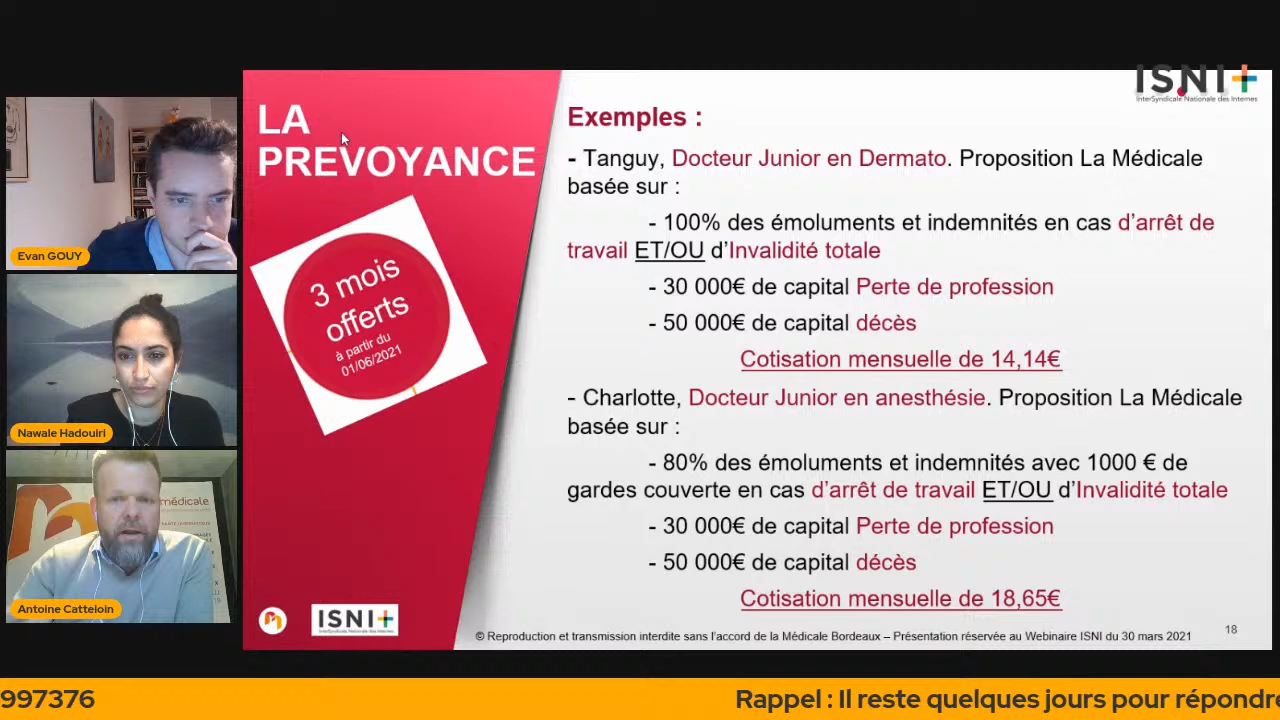 ISNI+
InterSyndicale Nationale des Internes
LA
PREVOYANCE
3 mois
offerts
à partir du
01/06/2021
Exemples :
- Tanguy, Docteur Junior en Dermato. Proposition La Médicale
basée sur :
- 100% des émoluments et indemnités en cas d’arrêt de
travail ET/OU d’Invalidité totale
- 30 000€ de capital Perte de profession
- 50 000€ de capital décès
Cotisation mensuelle de 14,14€
- Charlotte, Docteur Junior en anesthésie. Proposition La Médicale
basée sur :
- 80% des émoluments et indemnités avec 1000 € de
gardes couverte en cas d’arrêt de travail ET/OU d’Invalidité totale
- 30 000€ de capital Perte de profession
- 50 000€ de capital décès
Cotisation mensuelle de 18,65€
ISNI+
InterSyndicale Nationale des Internes
© Reproduction et transmission interdite sans l’accord de la Médicale Bordeaux – Présentation réservée au Webinaire ISNI du 30 mars 2021
18
Evan GOUY
Nawale Hadouiri
médicale
Antoine Catteloin
997376
Rappel : Il reste quelques jours pour répondre